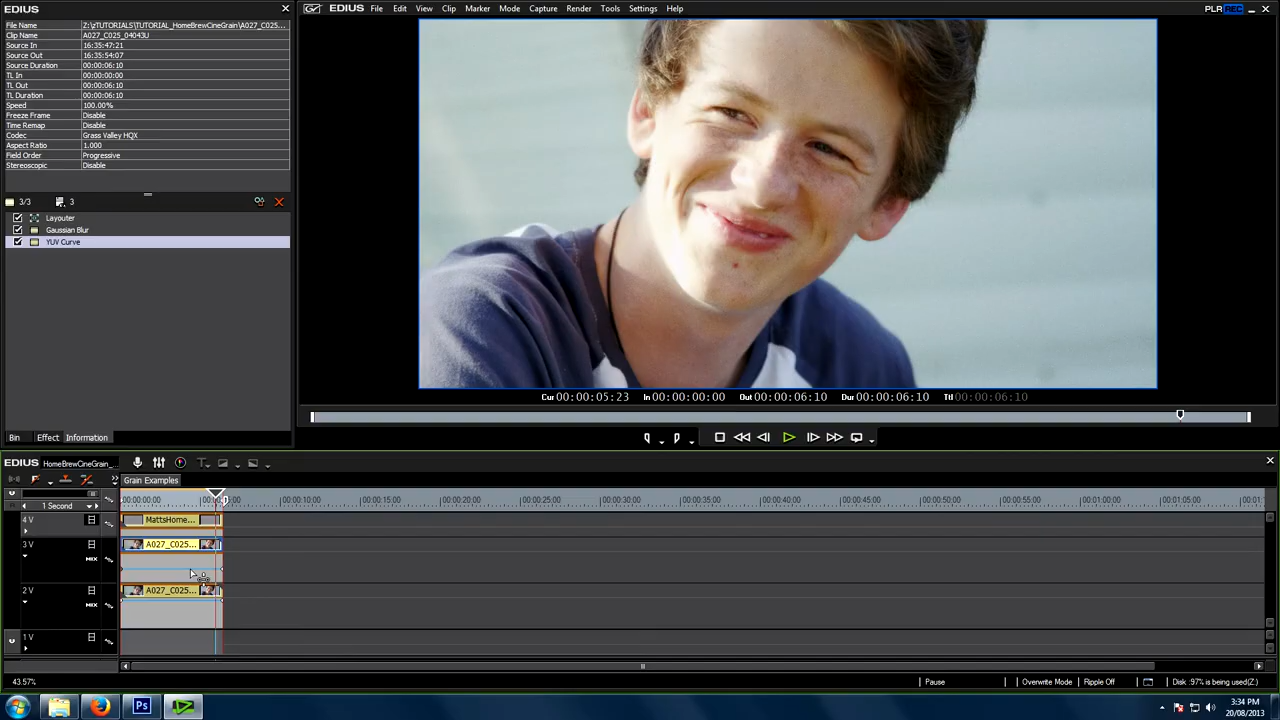 EDIUS
File Name Z:\zTUTORIALS\TUTORIAL_HomeBrewCineGrain\A027_C025...
Clip Name A027_C025_04043U
Source In 16:35:47:21
Source Out 16:35:54:07
Source Duration 00:00:06:10
TL In 00:00:00:00
TL Out 00:00:06:10
TL Duration 00:00:06:10
Speed 100.00%
Freeze Frame Disable
Time Remap Disable
Codec Grass Valley HQX
Aspect Ratio 1.000
Field Order Progressive
Stereoscopic Disable
3/3 3
Layouter
Gaussian Blur
YUV Curve
Bin Effect Information
EDIUS File Edit View Clip Marker Mode Capture Render Tools Settings Help PLR REC
Cur 00:00:05:23 In 00:00:00:00 Out 00:00:06:10 Dur 00:00:06:10 Ttl 00:00:06:10
EDIUS HomeBrewCineGrain_...
Grain Examples
1 Second
00:00:00:00 00:00:10:00 00:00:15:00 00:00:20:00 00:00:25:00 00:00:30:00 00:00:35:00 00:00:40:00 00:00:45:00 00:00:50:00 00:00:55:00 00:01:00:00 00:01:05:00
4 V MattsHome...
3 V A027_C025...
MIX
2 V A027_C025...
MIX
1 V
43.57% Pause Overwrite Mode Ripple Off Disk :97% is being used(Z:)
Ps
3:34 PM
20/08/2013